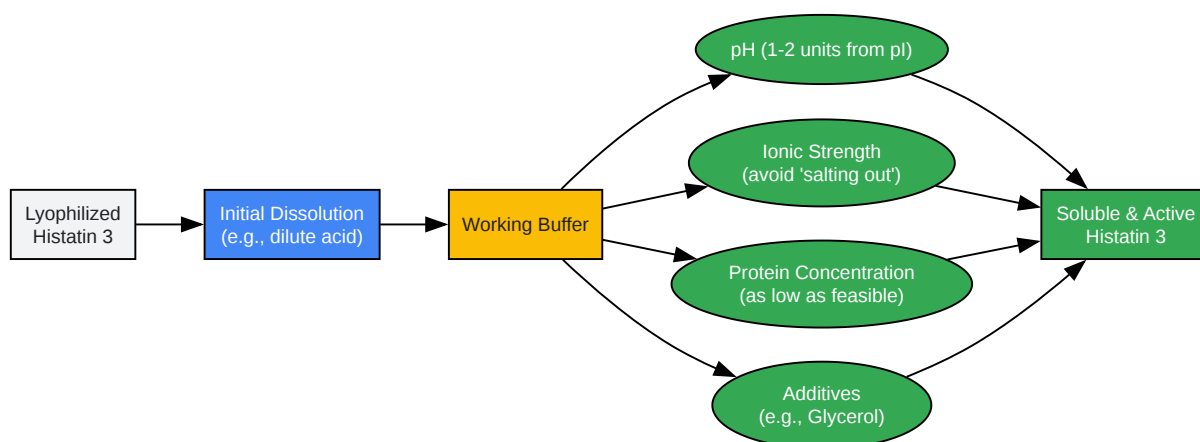 Lyophilized
Histatin 3
Initial Dissolution
(e.g., dilute acid)
Working Buffer
pH (1-2 units from pI)
Ionic Strength
(avoid 'salting out')
Protein Concentration
(as low as feasible)
Additives
(e.g., Glycerol)
Soluble & Active
Histatin 3